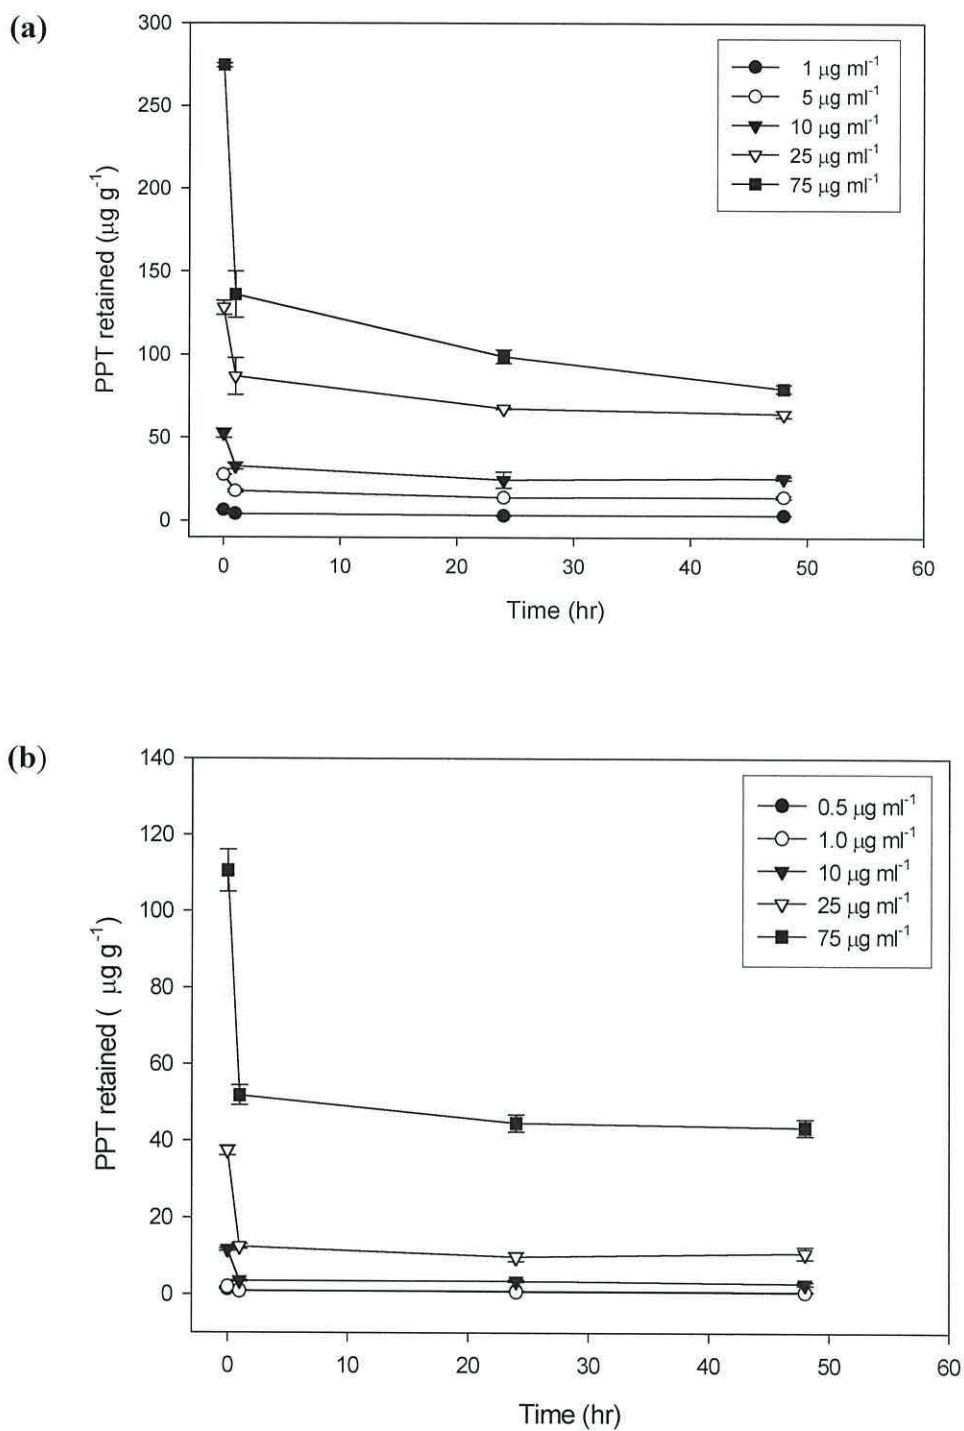 (a)
300
250
200
150
100
50
0
PPT retained (µg g-1)
1 µg ml-1
5 µg ml-1
10 µg ml-1
25 µg ml-1
75 µg ml-1
0 10 20 30 40 50 60
Time (hr)
(b)
140
120
100
80
60
40
20
0
PPT retained ( µg g-1)
0.5 µg ml-1
1.0 µg ml-1
10 µg ml-1
25 µg ml-1
75 µg ml-1
0 10 20 30 40 50 60
Time (hr)